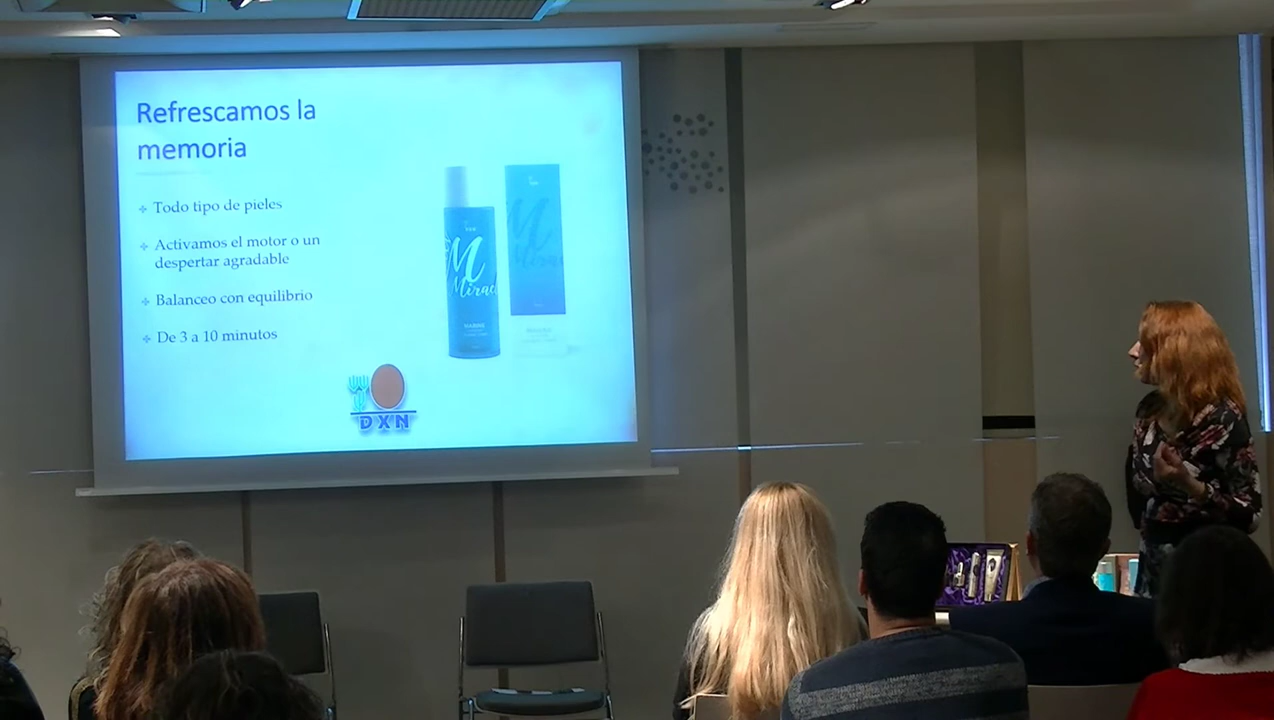 Refrescamos la
memoria
Todo tipo de pieles
Activamos el motor o un
despertar agradable
Balanceo con equilibrio
De 3 a 10 minutos
M
Mirac
M
DXN